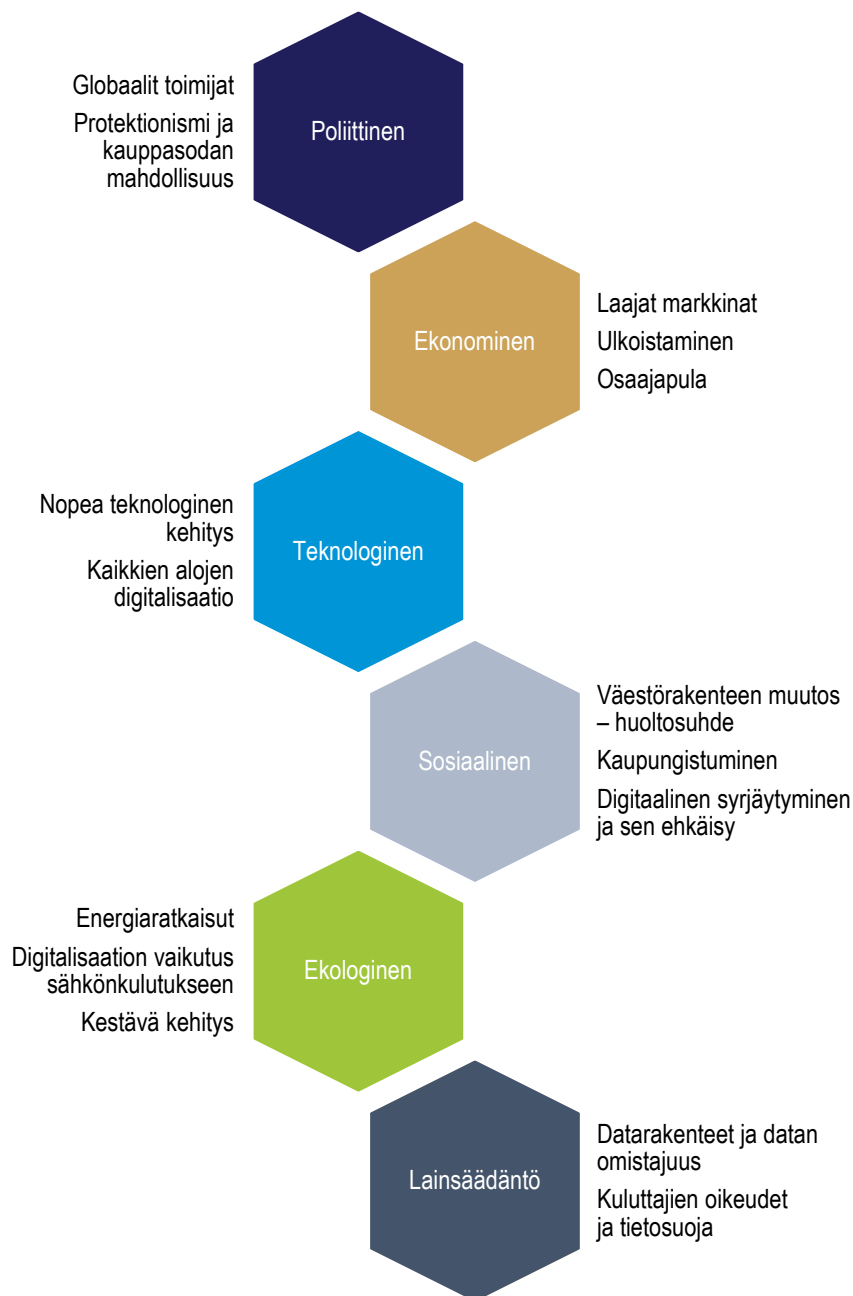 Globaalit toimijat
Protektionismi ja
kauppasodan
mahdollisuus
Poliittinen
Ekonominen
Laajat markkinat
Ulkoistaminen
Osaajapula
Nopea teknologinen
kehitys
Kaikkien alojen
digitalisaatio
Teknologinen
Sosiaalinen
Väestörakenteen muutos
– huoltosuhde
Kaupungistuminen
Digitaalinen syrjäytyminen
ja sen ehkäisy
Energiaratkaisut
Digitalisaation vaikutus
sähkönkulutukseen
Kestävä kehitys
Ekologinen
Lainsäädäntö
Datarakenteet ja datan
omistajuus
Kuluttajien oikeudet
ja tietosuoja